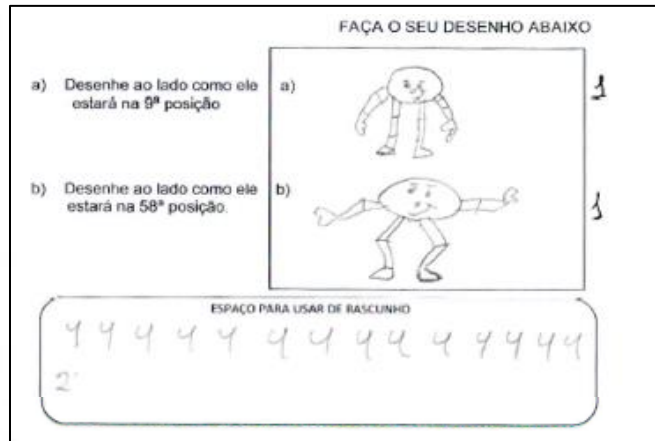 FAÇA O SEU DESENHO ABAIXO
a) Desenhe ao lado como ele
estará na 9ª posição
a)
1
b) Desenhe ao lado como ele
estará na 58ª posição.
b)
1
ESPAÇO PARA USAR DE RASCUNHO
4 4 4 4 4 4 4 4 4 4 4 4 4 4
2